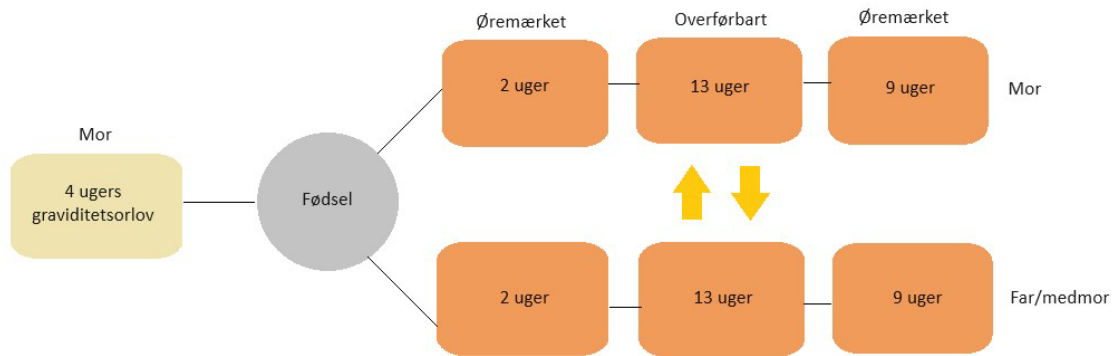 Øremærket
Overførbart
Øremærket
2 uger
13 uger
9 uger
Mor
Mor
4 ugers
graviditetsorlov
Fødsel
2 uger
13 uger
9 uger
Far/medmor